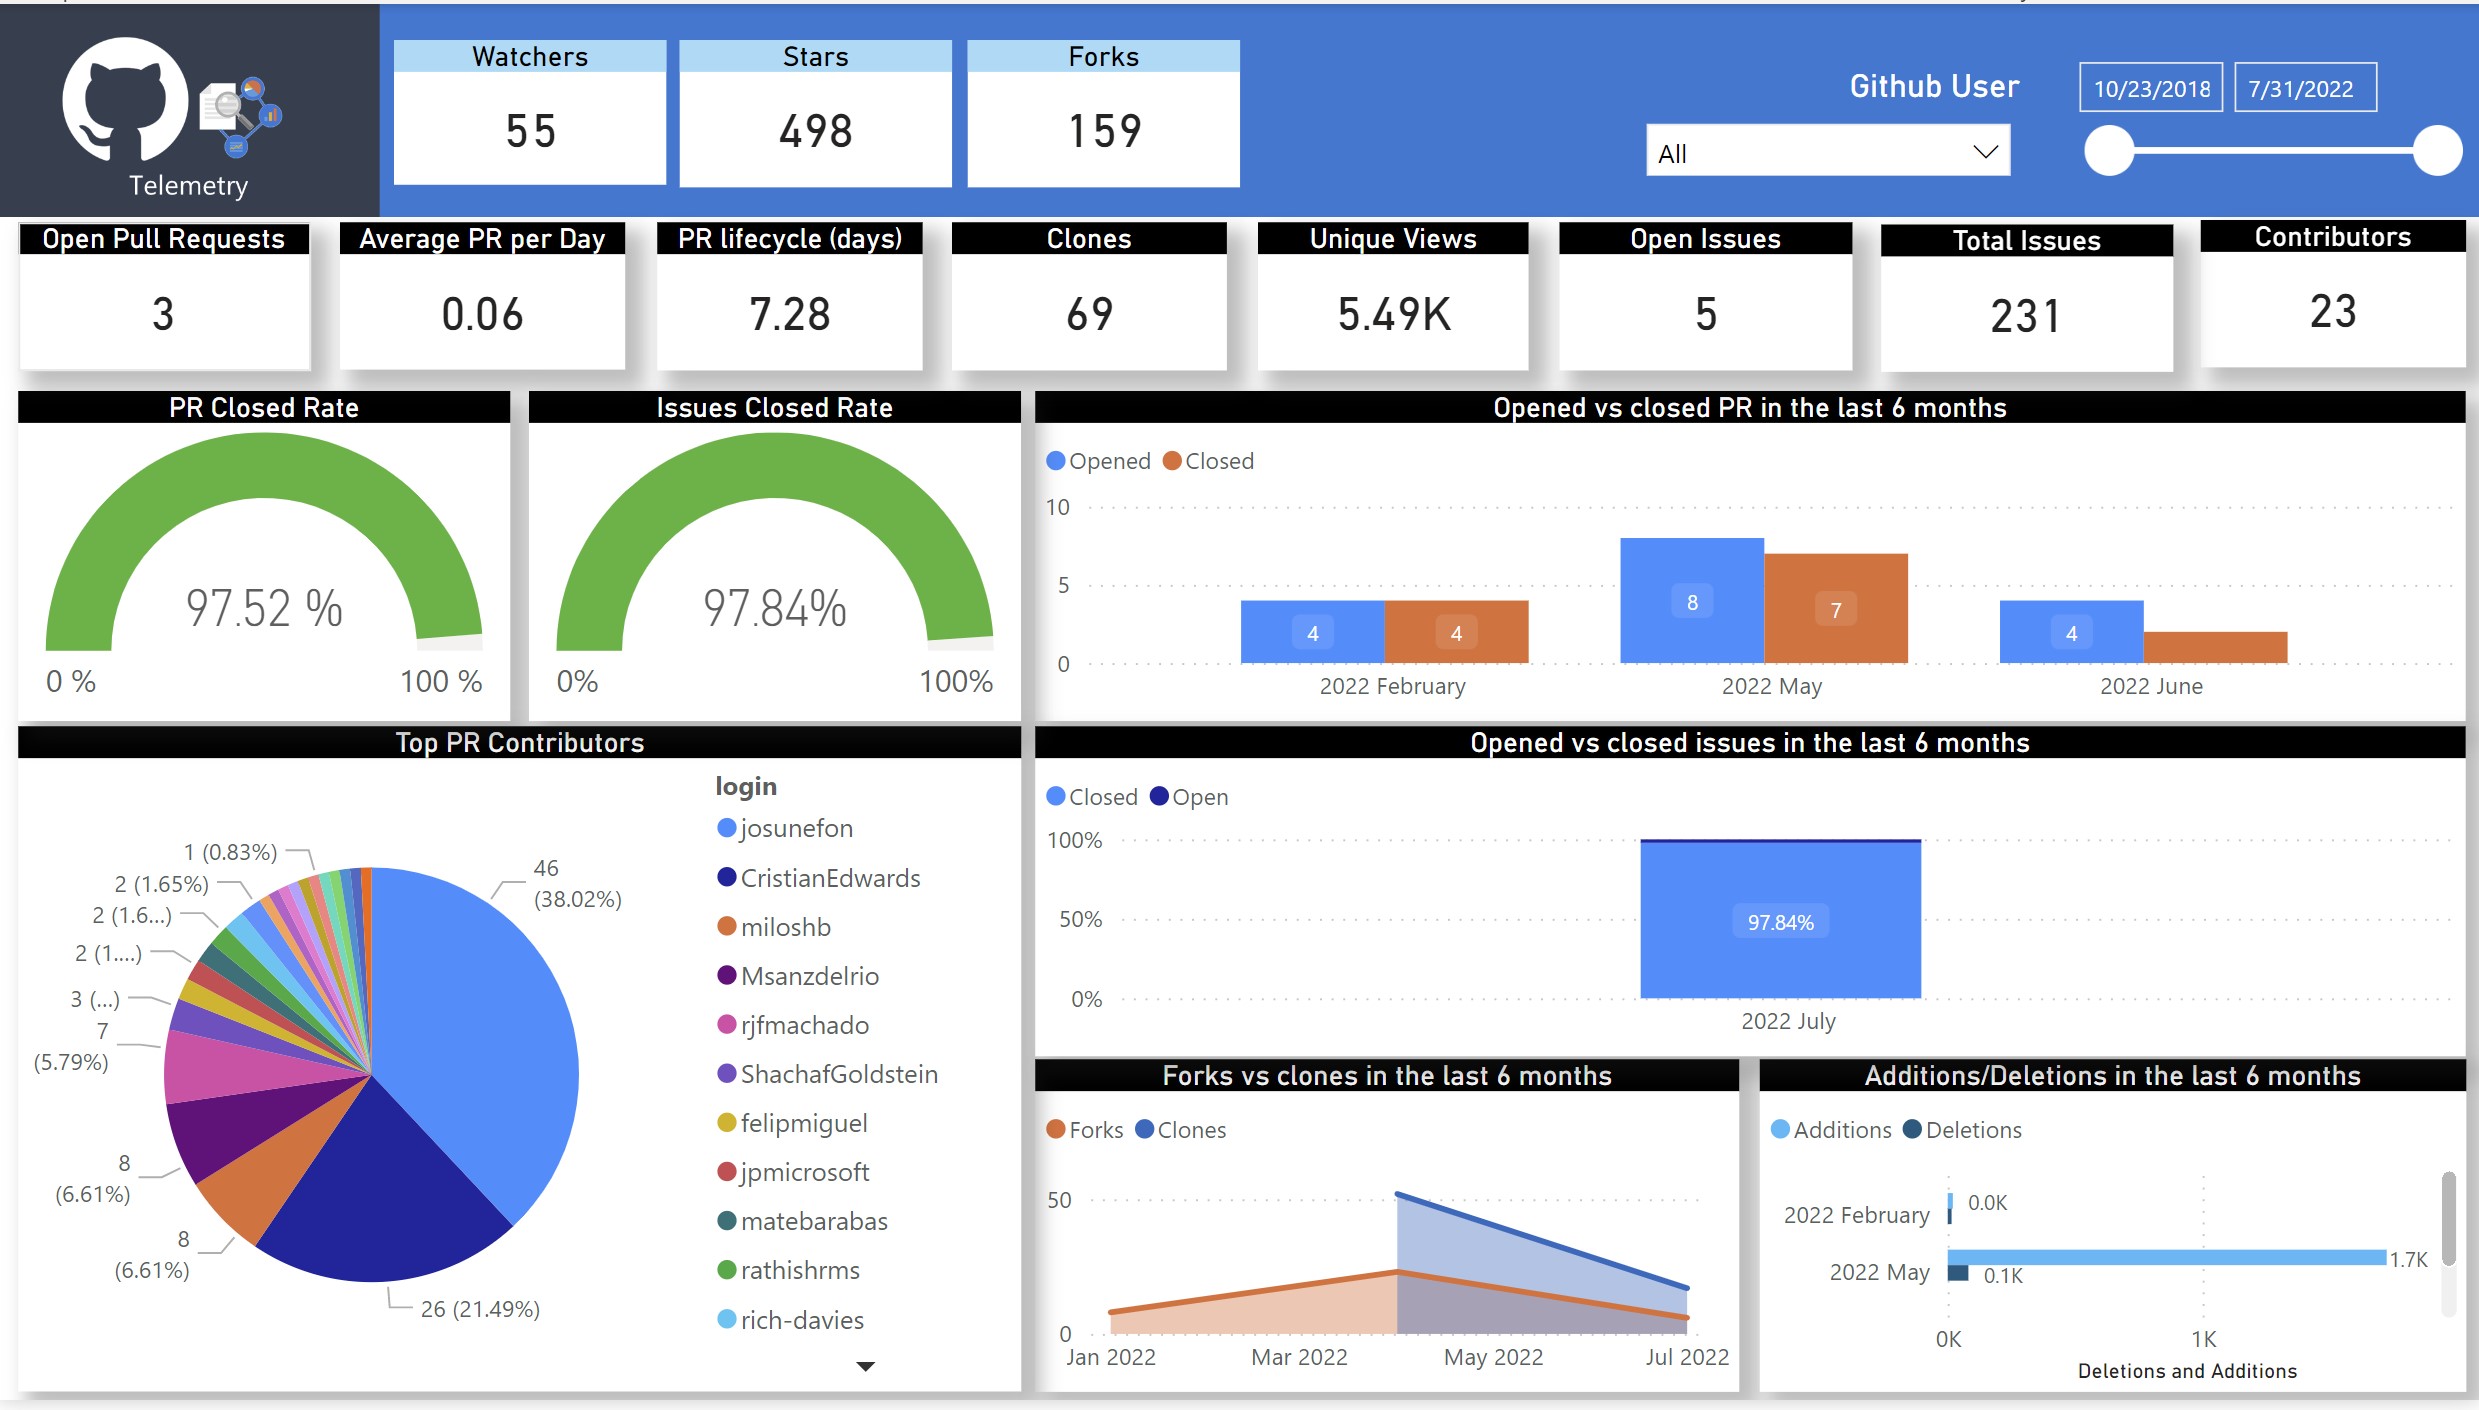 Telemetry
Watchers
55
Stars
498
Forks
159
Github User
All
10/23/2018
7/31/2022
Open Pull Requests
3
Average PR per Day
0.06
PR lifecycle (days)
7.28
Clones
69
Unique Views
5.49K
Open Issues
5
Total Issues
231
Contributors
23
PR Closed Rate
97.52 %
0 %
100 %
Issues Closed Rate
97.84%
0%
100%
Opened vs closed PR in the last 6 months
Opened
Closed
10
5
0
4
4
8
7
4
2022 February
2022 May
2022 June
Top PR Contributors
1 (0.83%)
2 (1.65%)
2 (1.6...)
2 (1....)
3 (...)
7
(5.79%)
8
(6.61%)
8
(6.61%)
26 (21.49%)
46
(38.02%)
login
josunefon
CristianEdwards
miloshb
Msanzdelrio
rjfmachado
ShachafGoldstein
felipmiguel
jpmicrosoft
matebarabas
rathishrms
rich-davies
Opened vs closed issues in the last 6 months
Closed
Open
100%
50%
0%
97.84%
2022 July
Forks vs clones in the last 6 months
Forks
Clones
50
0
Jan 2022
Mar 2022
May 2022
Jul 2022
Additions/Deletions in the last 6 months
Additions
Deletions
2022 February
0.0K
2022 May
1.7K
0.1K
0K
1K
Deletions and Additions